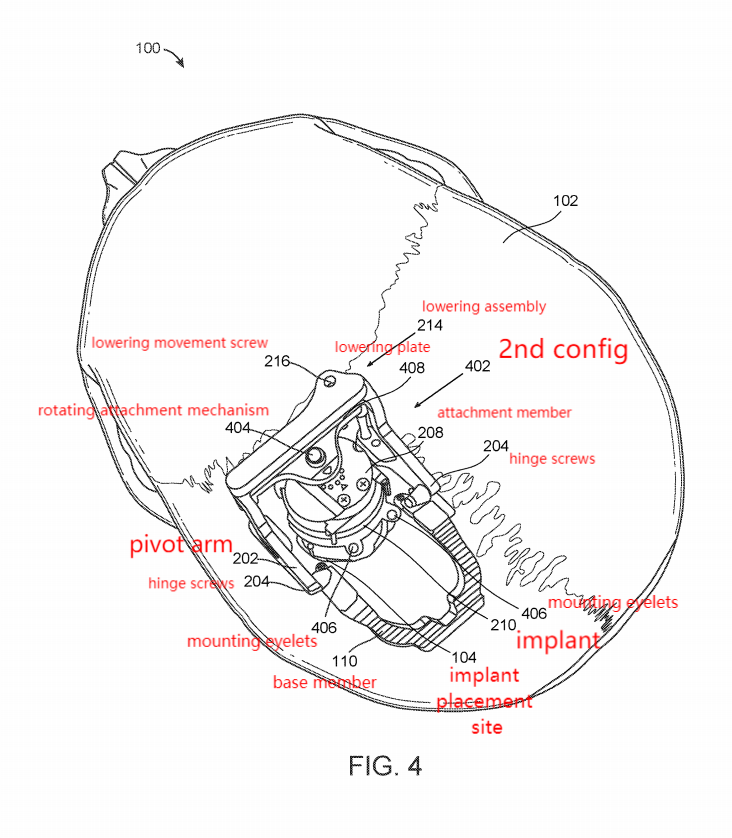 100
102
lowering assembly
214
lowering movement screw
lowering plate
2nd config
216
408
402
rotating attachment mechanism
attachment member
404
208
204
hinge screws
pivot arm
202
hinge screws
204
406
mounting eyelets
406
210
implant
mounting eyelets
110
104
implant
base momber
placement
site
FIG. 4